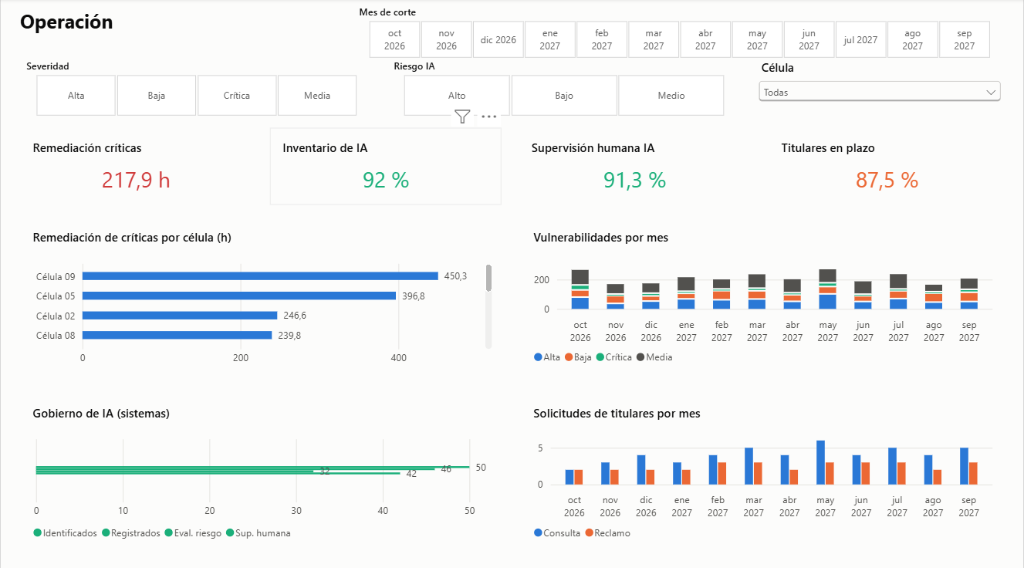 Operación
Mes de corte
oct 2026
nov 2026
dic 2026
ene 2027
feb 2027
mar 2027
abr 2027
may 2027
jun 2027
jul 2027
ago 2027
sep 2027
Severidad
Alta
Baja
Crítica
Media
Riesgo IA
Alto
Bajo
Medio
Célula
Todas
Remediación críticas
217,9 h
Inventario de IA
92 %
Supervisión humana IA
91,3 %
Titulares en plazo
87,5 %
Remediación de críticas por célula (h)
Célula 09
450,3
Célula 05
396,8
Célula 02
246,6
Célula 08
239,8
0
200
400
Vulnerabilidades por mes
200
0
oct 2026
nov 2026
dic 2026
ene 2027
feb 2027
mar 2027
abr 2027
may 2027
jun 2027
jul 2027
ago 2027
sep 2027
Alta
Baja
Crítica
Media
Gobierno de IA (sistemas)
50
46
32
42
0
10
20
30
40
50
Identificados
Registrados
Eval. riesgo
Sup. humana
Solicitudes de titulares por mes
5
0
oct 2026
nov 2026
dic 2026
ene 2027
feb 2027
mar 2027
abr 2027
may 2027
jun 2027
jul 2027
ago 2027
sep 2027
Consulta
Reclamo